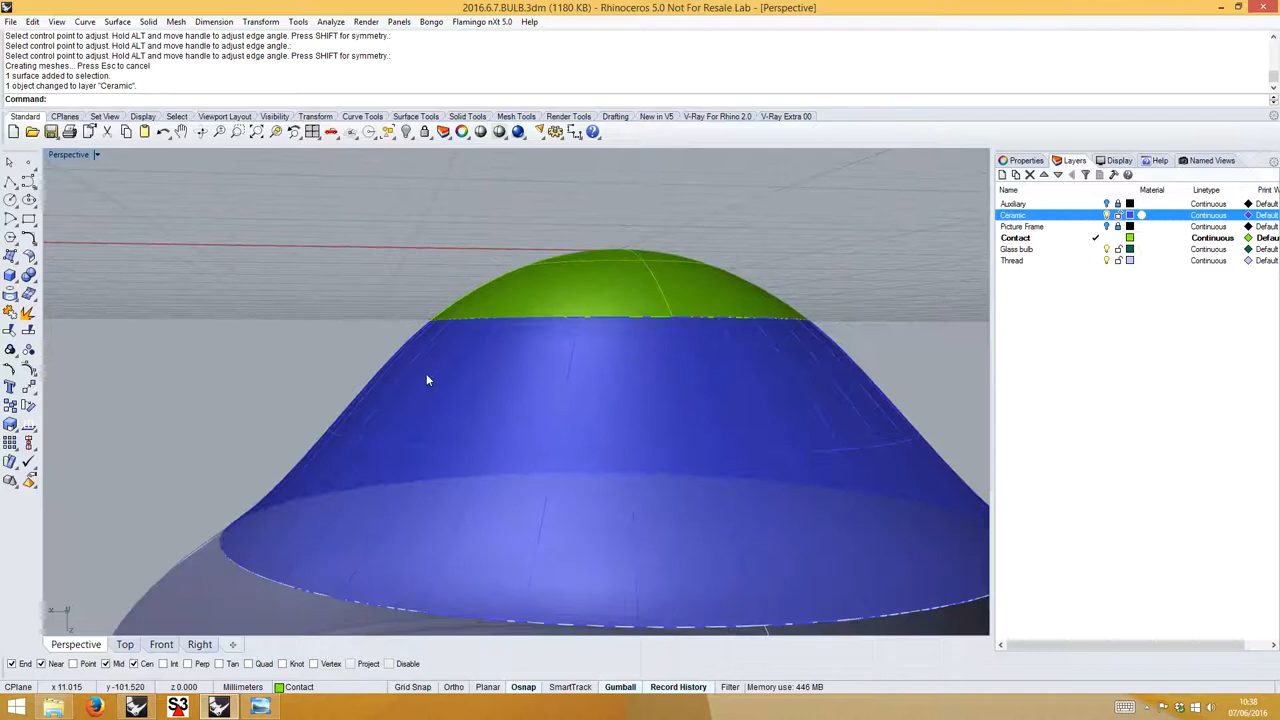 2016.6.7.BULB.3dm (1180 KB) - Rhinoceros 5.0 Not For Resale Lab - [Perspective]
File Edit View Curve Surface Solid Mesh Dimension Transform Tools Analyze Render Panels Bongo Flamingo nXt 5.0 Help
Select control point to adjust. Hold ALT and move handle to adjust edge angle. Press SHIFT for symmetry.:
Select control point to adjust. Hold ALT and move handle to adjust edge angle.:
Select control point to adjust. Hold ALT and move handle to adjust edge angle. Press SHIFT for symmetry.:
Creating meshes... Press Esc to cancel
1 surface added to selection.
1 object changed to layer "Ceramic".
Command:
Standard CPlanes Set View Display Select Viewport Layout Visibility Transform Curve Tools Surface Tools Solid Tools Mesh Tools Render Tools Drafting New in V5 V-Ray For Rhino 2.0 V-Ray Extra 00
Perspective
Properties Layers Display Help Named Views
Name Material Linetype Print W
Auxiliary Continuous Default
Ceramic Continuous Default
Picture Frame Continuous Default
Contact Continuous Defau
Glass bulb Continuous Default
Thread Continuous Default
x y
z
Perspective Top Front Right
End Near Point Mid Cen Int Perp Tan Quad Knot Vertex Project Disable
CPlane x 11.015 y -101.520 z 0.000 Millimeters Contact Grid Snap Ortho Planar Osnap SmartTrack Gumball Record History Filter Memory use: 446 MB
S3
10:38
07/06/2016